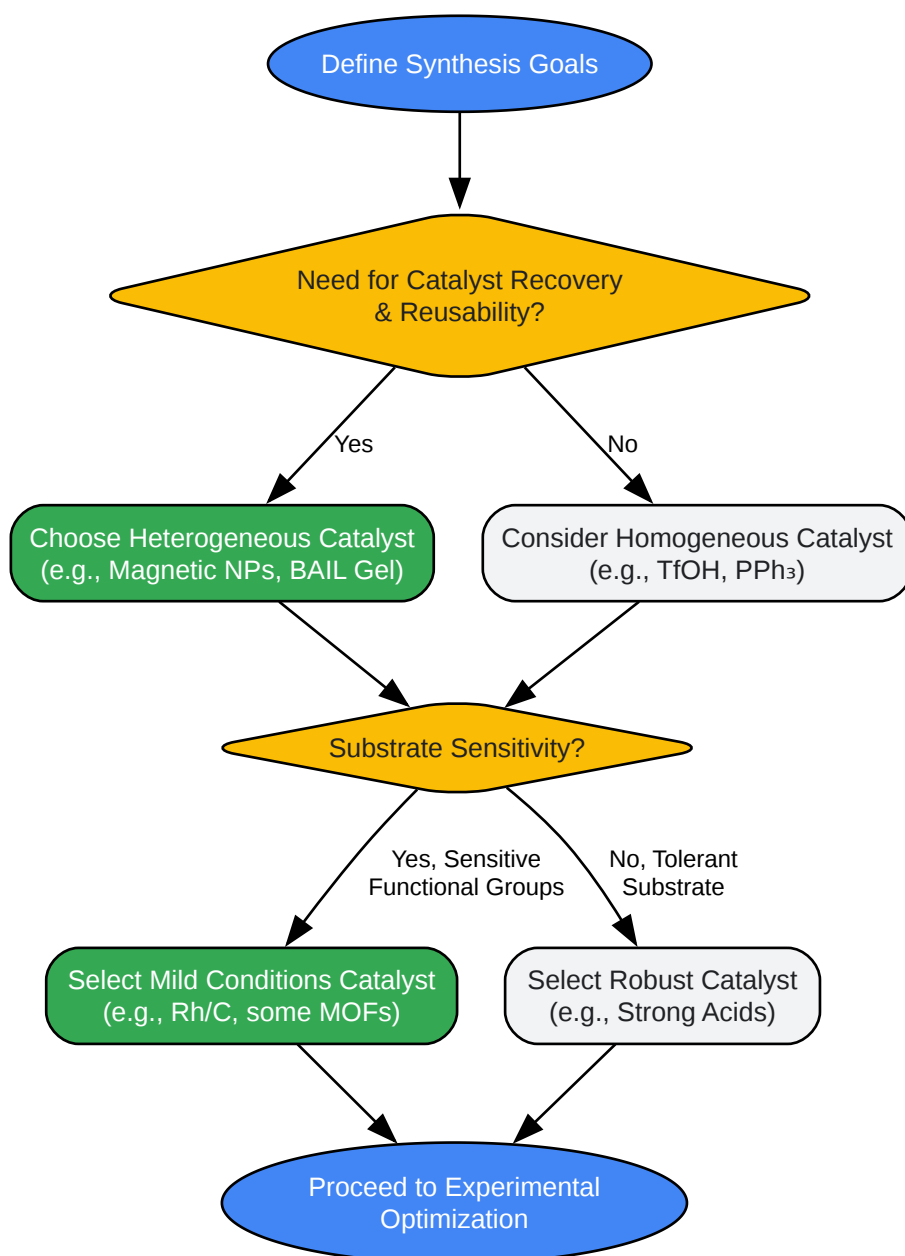 Define Synthesis Goals
Need for Catalyst Recovery
& Reusability?
Yes
No
Choose Heterogeneous Catalyst
(e.g., Magnetic NPs, BAIL Gel)
Consider Homogeneous Catalyst
(e.g., TfOH, PPh₃)
Substrate Sensitivity?
Yes, Sensitive
Functional Groups
No, Tolerant
Substrate
Select Mild Conditions Catalyst
(e.g., Rh/C, some MOFs)
Select Robust Catalyst
(e.g., Strong Acids)
Proceed to Experimental
Optimization